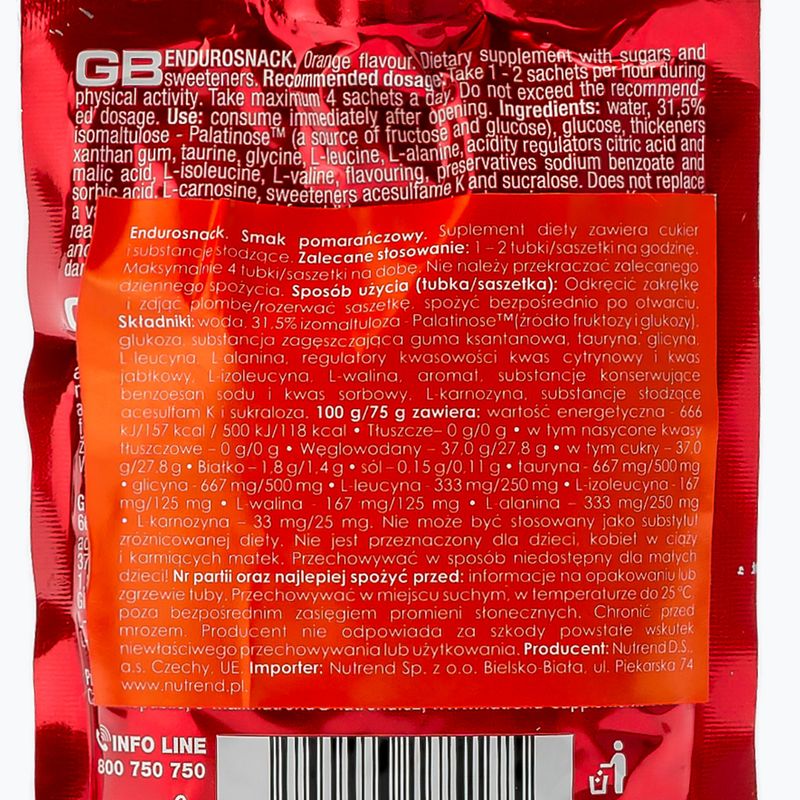 GB ENDUROSNACK. Orange flavour. Dietary supplement with sugars and
sweeteners. Recommended dosage: Take 1 - 2 sachets per hour during
physical activity. Take maximum 4 sachets a day. Do not exceed the recommend-
ed dosage. Use: consume immediately after opening. Ingredients: water, 31,5%
isomaltulose - Palatinose™ (a source of fructose and glucose), glucose, thickeners
xanthan gum, taurine, glycine, L-leucine, L-alanine, acidity regulators citric acid and
malic acid, L-isoleucine, L-valine, flavouring, preservatives sodium benzoate and
sorbic acid, L-carnosine, sweeteners acesulfame K and sucralose. Does not replace
a va
rea
and
dar
Endurosnack. Smak pomarańczowy. Suplement diety zawiera cukier
i substancje słodzące. Zalecane stosowanie: 1 – 2 tubki/saszetki na godzinę.
Maksymalnie 4 tubki/saszetki na dobę. Nie należy przekraczać zalecanego
dziennego spożycia. Sposób użycia (tubka/saszetka): Odkręcić zakrętkę
i zdjąć plombę/rozerwać saszetkę, spożyć bezpośrednio po otwarciu.
Składniki: woda, 31,5% izomaltuloza - Palatinose™(źródło fruktozy i glukozy),
glukoza, substancja zagęszczająca guma ksantanowa, tauryna, glicyna,
L-leucyna, L-alanina, regulatory kwasowości kwas cytrynowy i kwas
jabłkowy, L-izoleucyna, L-walina, aromat, substancje konserwujące
benzoesan sodu i kwas sorbowy, L-karnozyna, substancje słodzące
acesulfam K i sukraloza. 100 g/75 g zawiera: wartość energetyczna - 666
kJ/157 kcal / 500 kJ/118 kcal • Tłuszcze– 0 g/0 g • w tym nasycone kwasy
tłuszczowe – 0 g/0 g • Węglowodany – 37,0 g/27,8 g • w tym cukry – 37,0
g/27,8 g • Białko – 1,8 g/1,4 g • sól – 0,15 g/0,11 g • tauryna - 667 mg/500 mg
• glicyna - 667 mg/500 mg • L-leucyna - 333 mg/250 mg • L-izoleucyna - 167
mg/125 mg • L-walina - 167 mg/125 mg • L-alanina – 333 mg/250 mg
• L-karnozyna – 33 mg/25 mg. Nie może być stosowany jako substytut
zróżnicowanej diety. Nie jest przeznaczony dla dzieci, kobiet w ciąży
i karmiących matek. Przechowywać w sposób niedostępny dla małych
dzieci! Nr partii oraz najlepiej spożyć przed: informacje na opakowaniu lub
zgrzewie tuby. Przechowywać w miejscu suchym, w temperaturze do 25 °C
poza bezpośrednim zasięgiem promieni słonecznych. Chronić przed
mrozem. Producent nie odpowiada za szkody powstałe wskutek
niewłaściwego przechowywania lub użytkowania. Producent: Nutrend D.S.,
a.s. Czechy, UE. Importer: Nutrend Sp. z o.o. Bielsko-Biała, ul. Piekarska 74
www.nutrend.pl.
INFO LINE
800 750 750